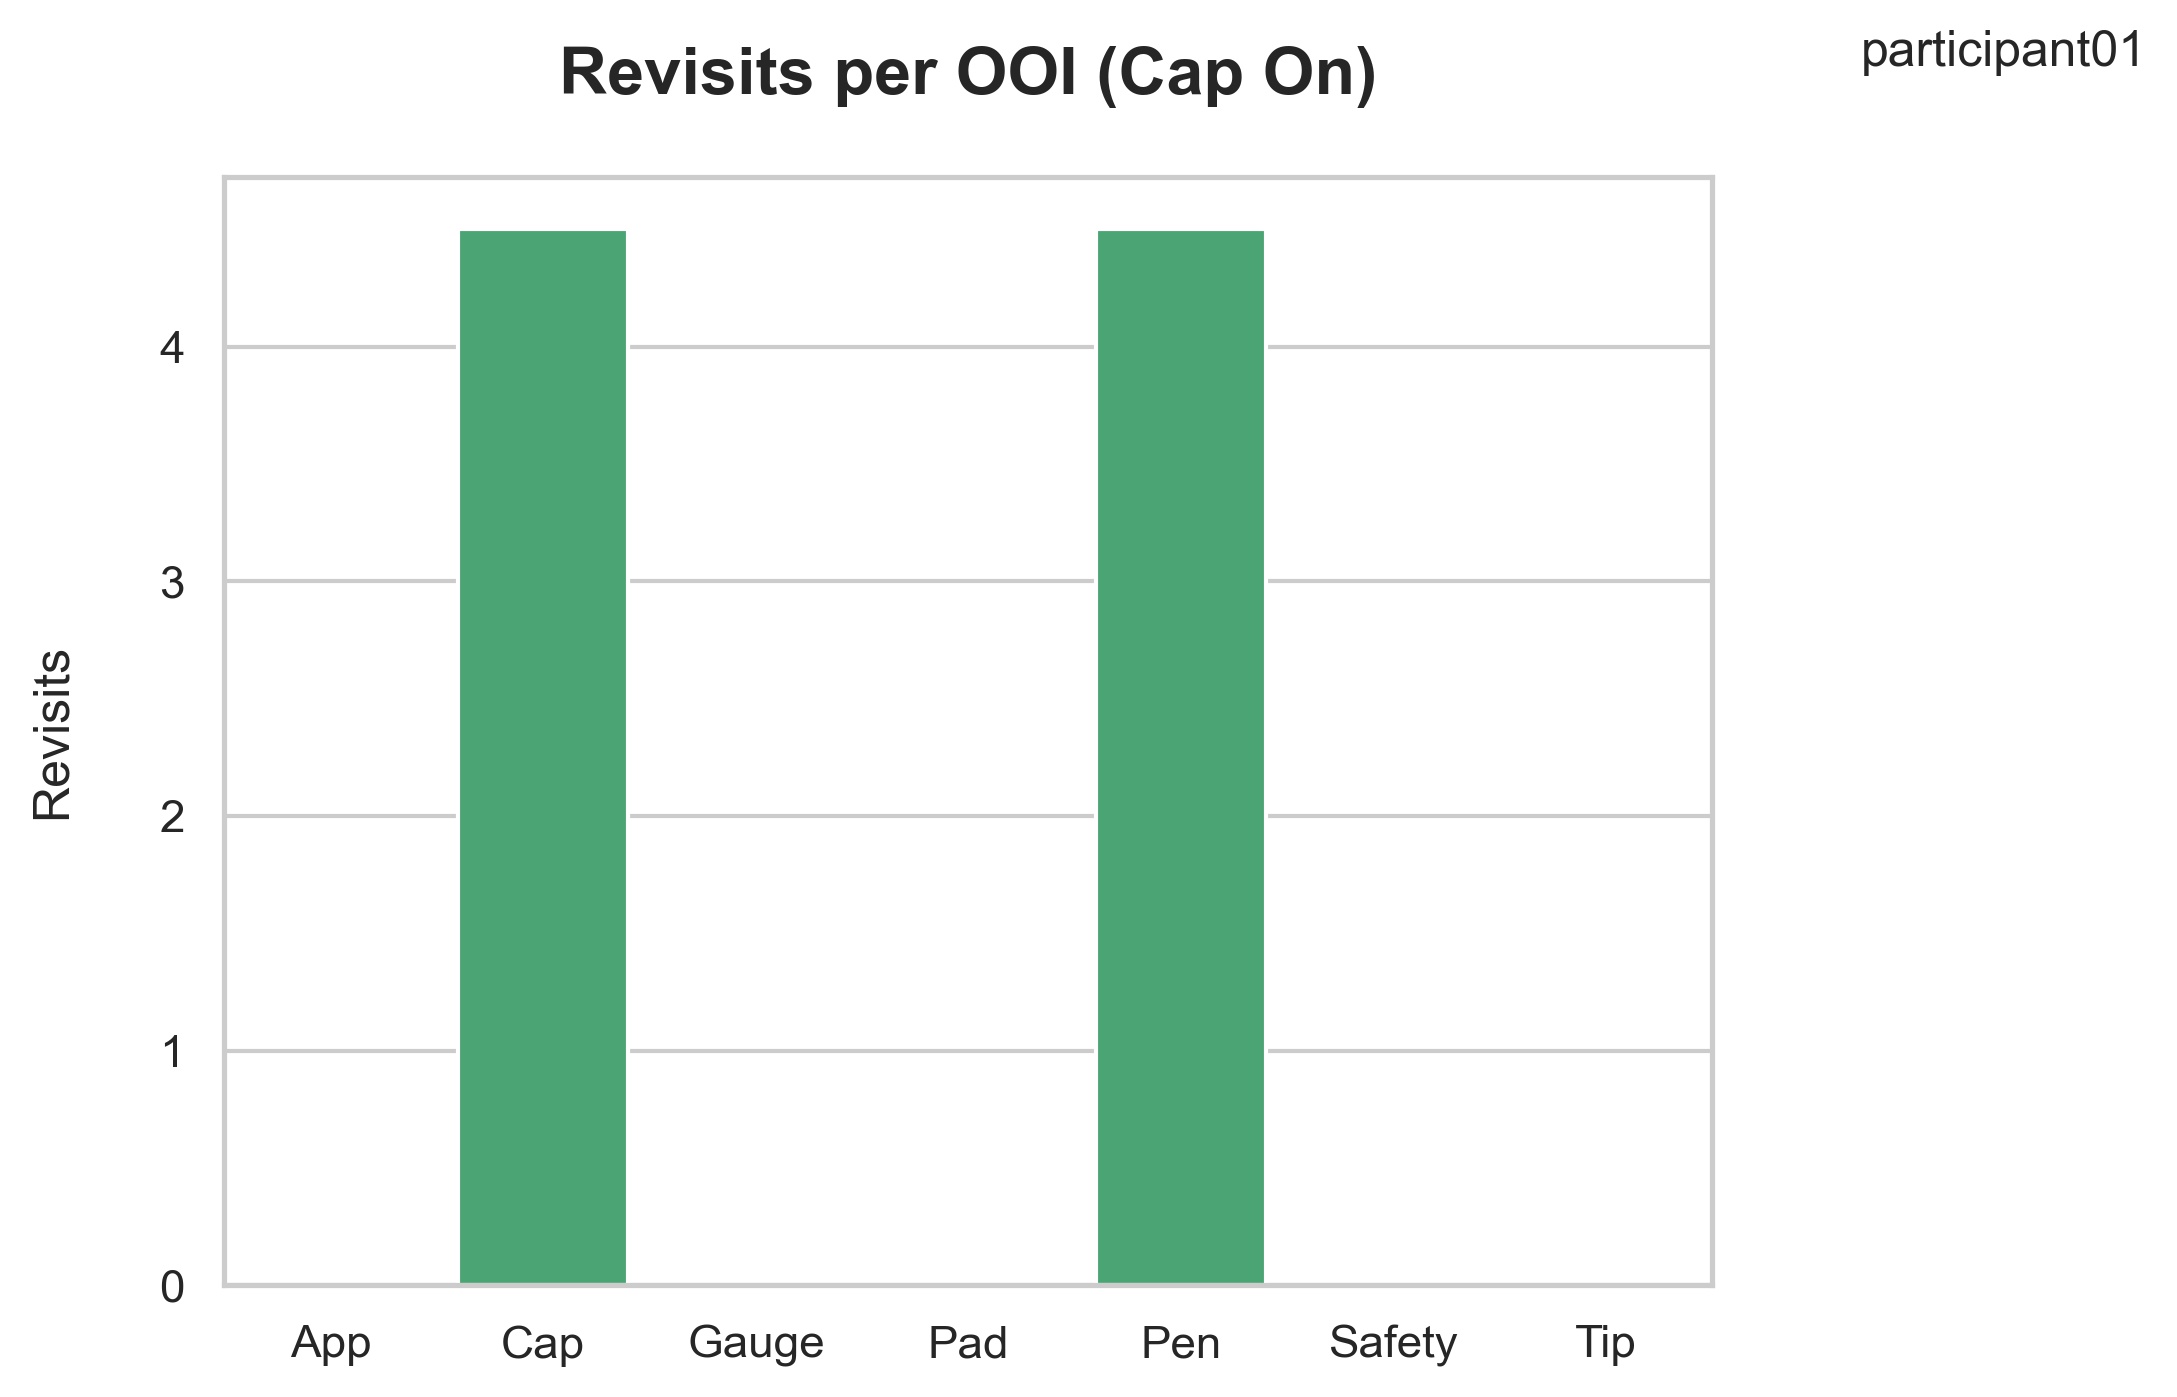 participant01
Revisits per OOI (Cap On)
Revisits
4
3
2
1
0
App Cap Gauge Pad Pen Safety Tip